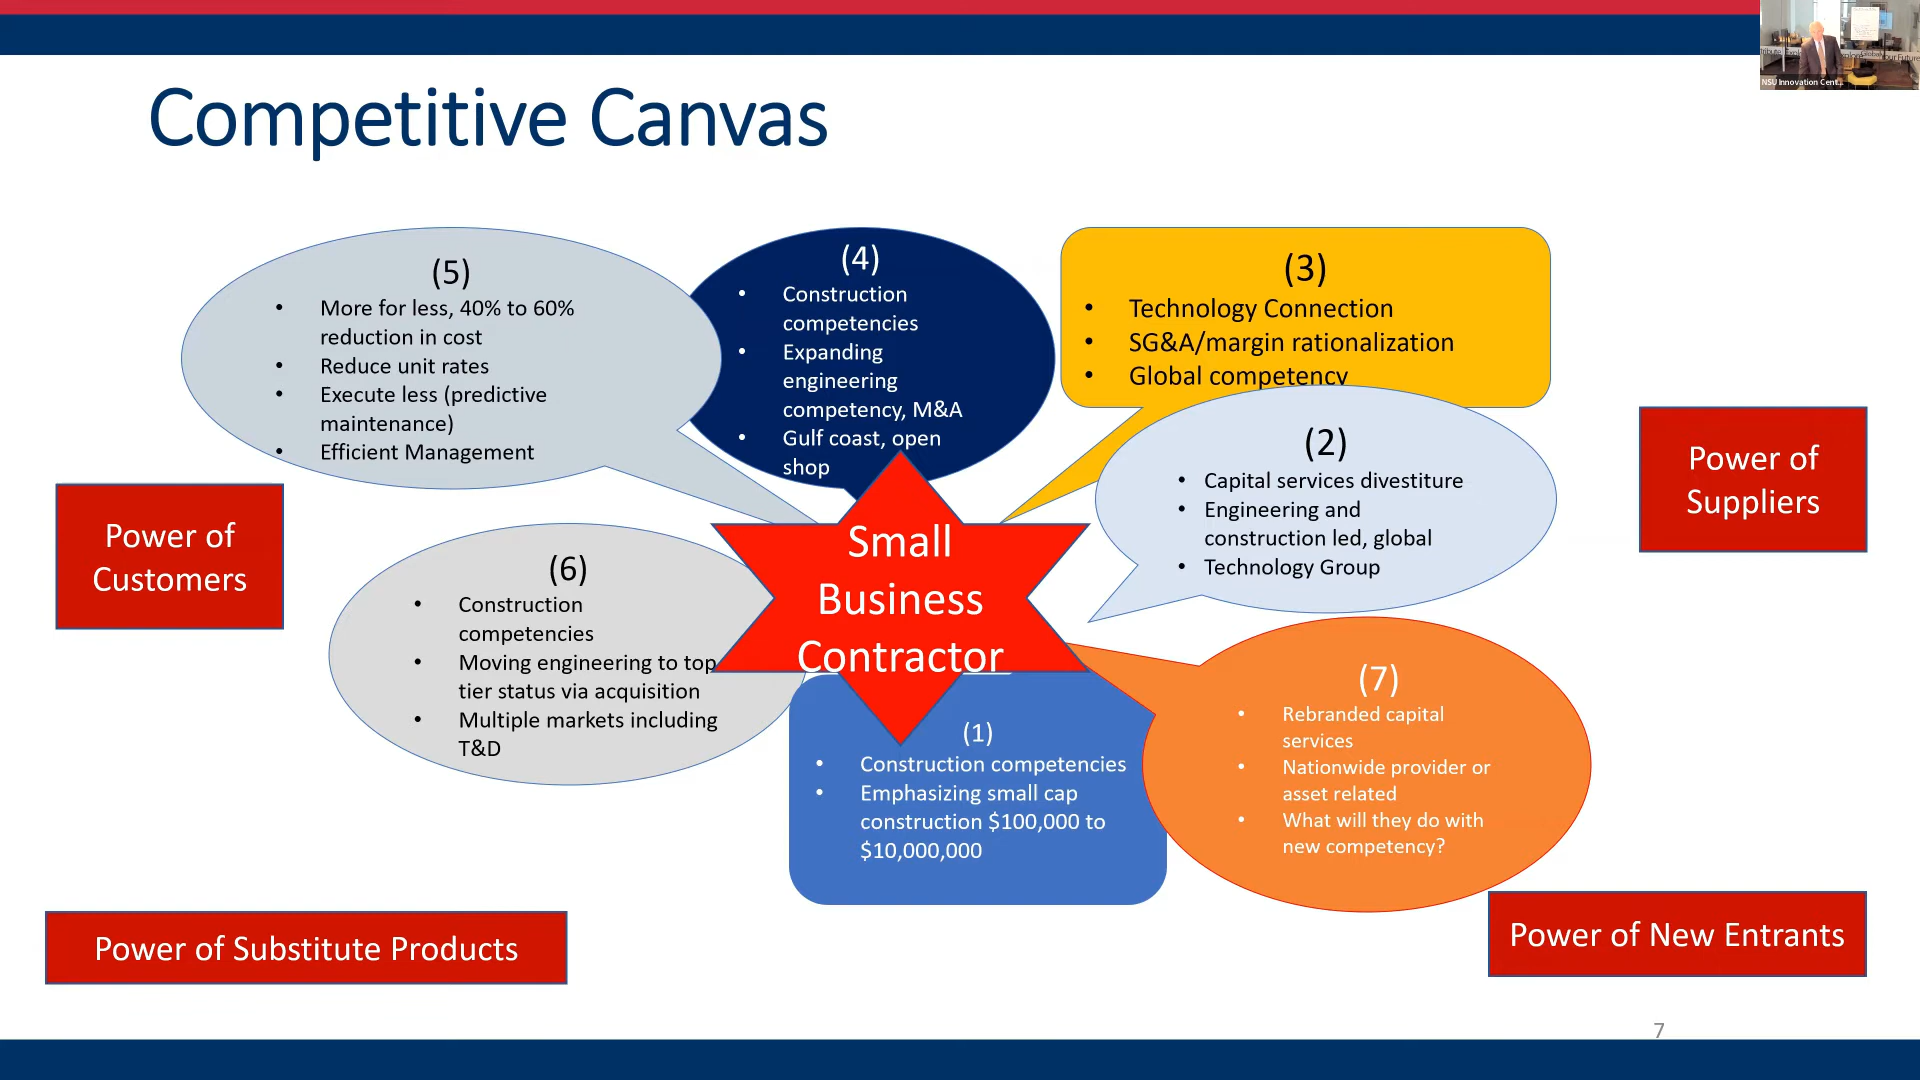 Competitive Canvas
NSU Innovation Cent...
(5)
• More for less, 40% to 60%
reduction in cost
• Reduce unit rates
• Execute less (predictive
maintenance)
• Efficient Management
(4)
• Construction
competencies
• Expanding
engineering
competency, M&A
• Gulf coast, open
shop
(3)
• Technology Connection
• SG&A/margin rationalization
• Global competency
(2)
• Capital services divestiture
• Engineering and
construction led, global
• Technology Group
Power of
Suppliers
Power of
Customers
Small
Business
Contractor
(6)
• Construction
competencies
• Moving engineering to top
tier status via acquisition
• Multiple markets including
T&D
(1)
• Construction competencies
• Emphasizing small cap
construction $100,000 to
$10,000,000
(7)
• Rebranded capital
services
• Nationwide provider or
asset related
• What will they do with
new competency?
Power of Substitute Products
Power of New Entrants
7